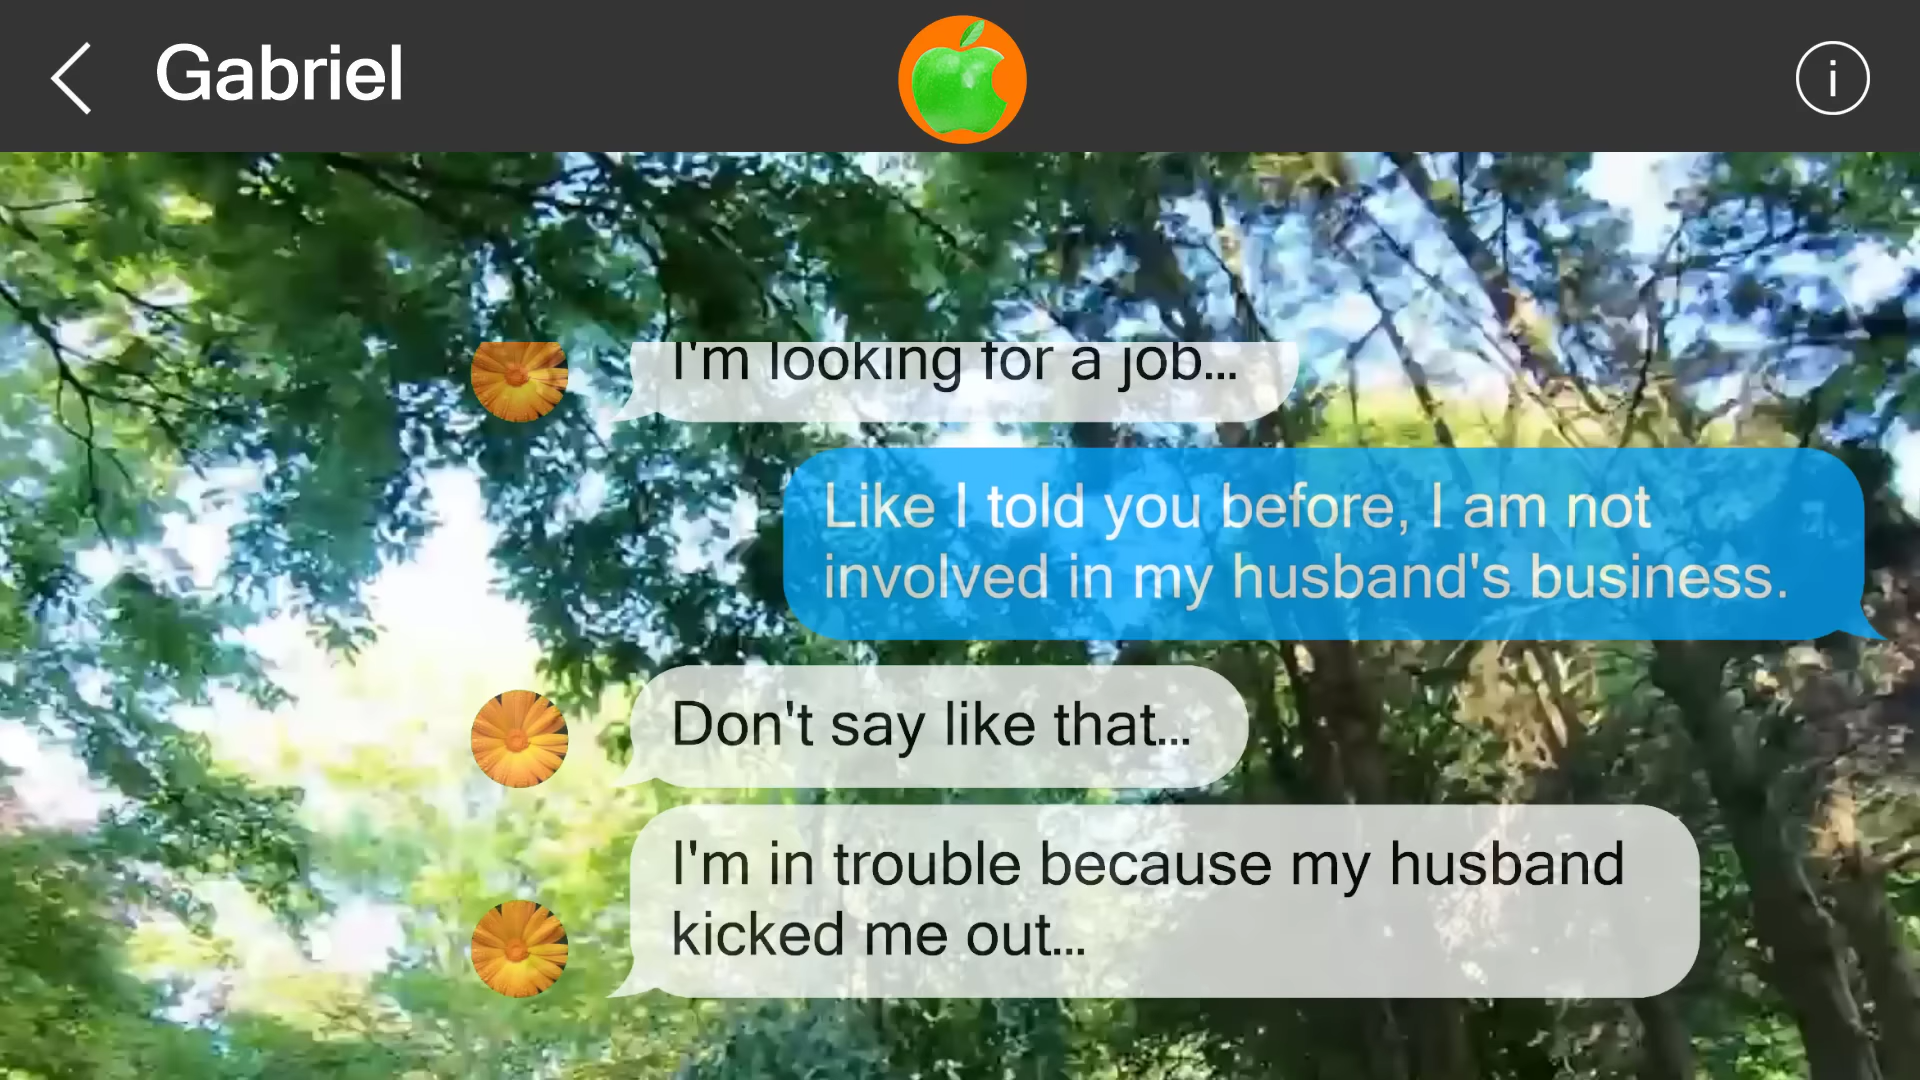 Gabriel
i
I'm looking for a job...
Like I told you before, I am not
involved in my husband's business.
Don't say like that...
I'm in trouble because my husband
kicked me out...